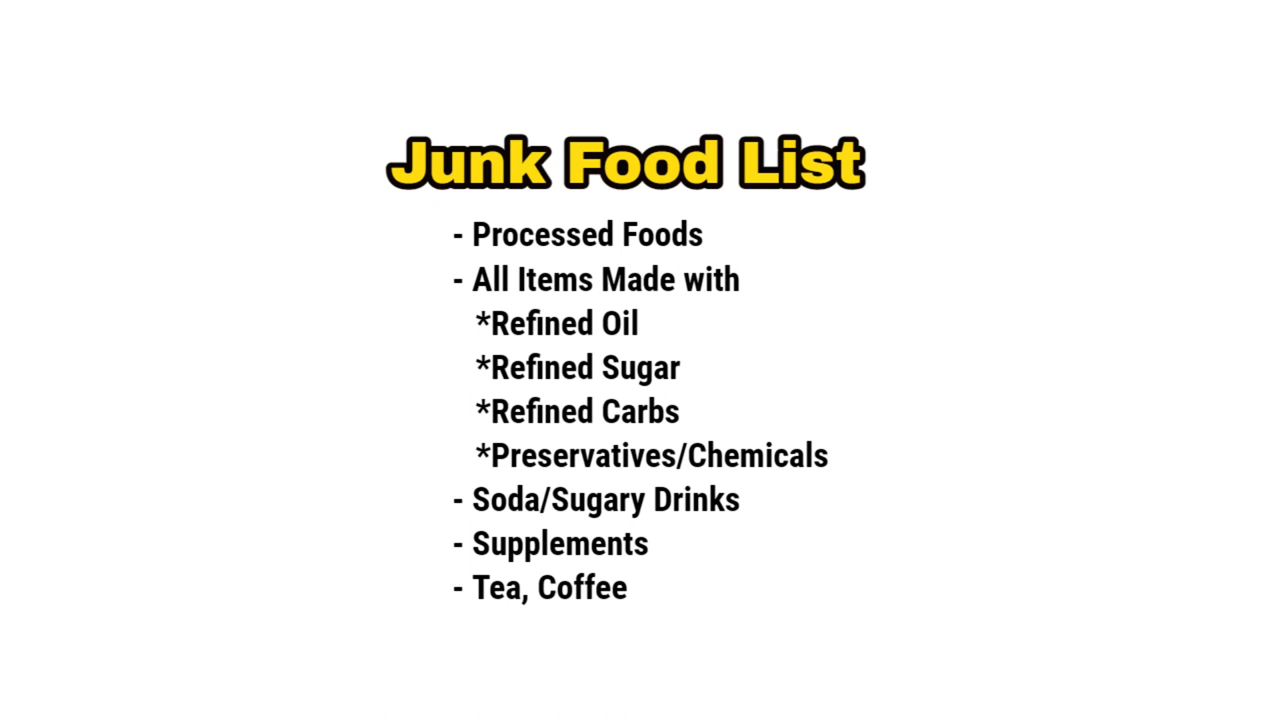 Junk Food List
- Processed Foods
- All Items Made with
*Refined Oil
*Refined Sugar
*Refined Carbs
*Preservatives/Chemicals
- Soda/Sugary Drinks
- Supplements
- Tea, Coffee